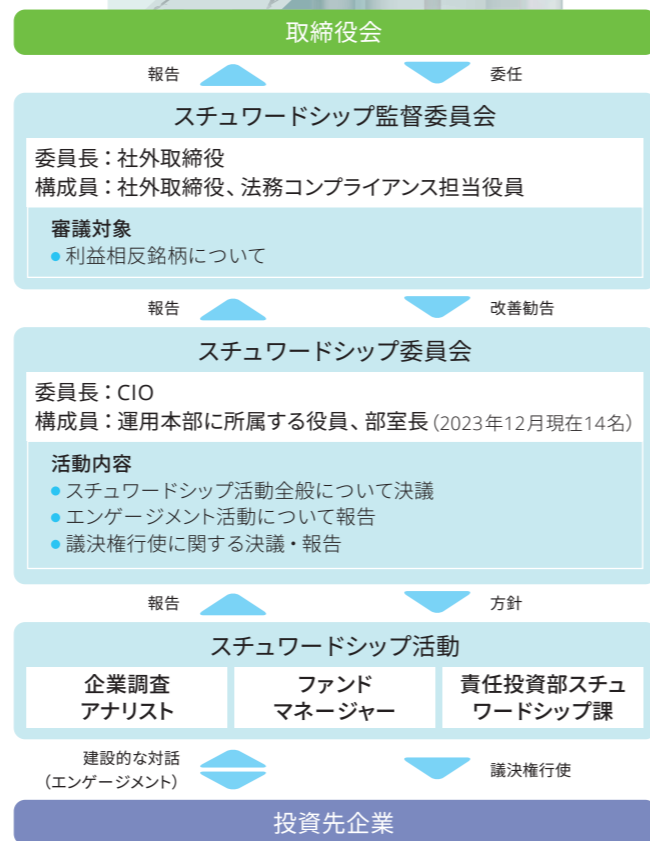 取締役会
報告
委任
スチュワードシップ監督委員会
委員長：社外取締役
構成員：社外取締役、法務コンプライアンス担当役員
審議対象
●利益相反銘柄について
報告
改善勧告
スチュワードシップ委員会
委員長：CIO
構成員：運用本部に所属する役員、部室長（2023年12月現在14名）
活動内容
●スチュワードシップ活動全般について決議
●エンゲージメント活動について報告
●議決権行使に関する決議・報告
報告
方針
スチュワードシップ活動
企業調査
アナリスト
ファンド
マネージャー
責任投資部スチュ
ワードシップ課
建設的な対話
（エンゲージメント）
議決権行使
投資先企業